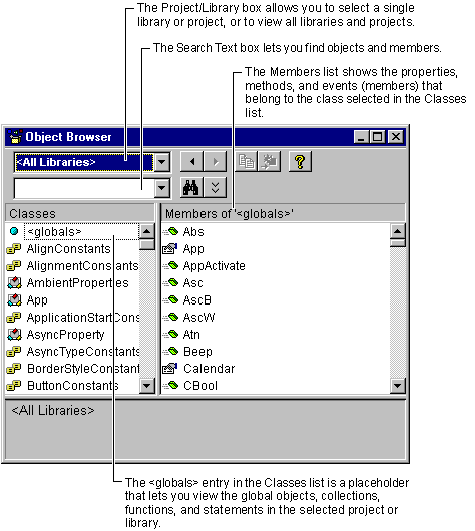 The Project/Library box allows you to select a single
library or project, or to view all libraries and projects.
The Search Text box lets you find objects and members.
The Members list shows the properties,
methods, and events (members) that
belong to the class selected in the Classes
list.
Object Browser
<All Libraries>
Classes
<globals>
AlignConstants
AlignmentConstants
AmbientProperties
App
ApplicationStartCons
AsyncProperty
AsyncTypeConstants
BorderStyleConstant
ButtonConstants
Members of '<globals>'
Abs
App
AppActivate
Asc
AscB
AscW
Atn
Beep
Calendar
CBool
<All Libraries>
The <globals> entry in the Classes list is a placeholder
that lets you view the global objects, collections,
functions, and statements in the selected project or
library.